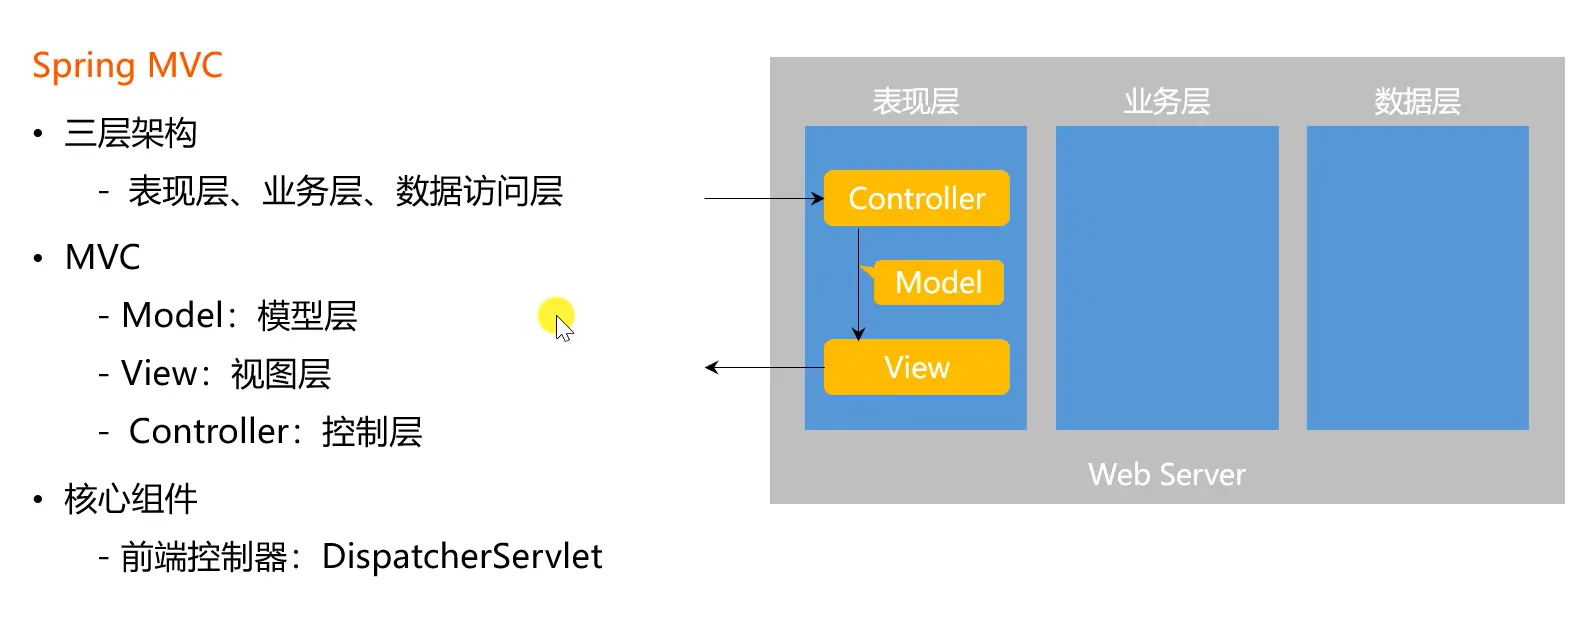 Spring MVC
• 三层架构
- 表现层、业务层、数据访问层
• MVC
- Model：模型层
- View：视图层
- Controller：控制层
• 核心组件
- 前端控制器：DispatcherServlet
表现层
业务层
数据层
Controller
Model
View
Web Server